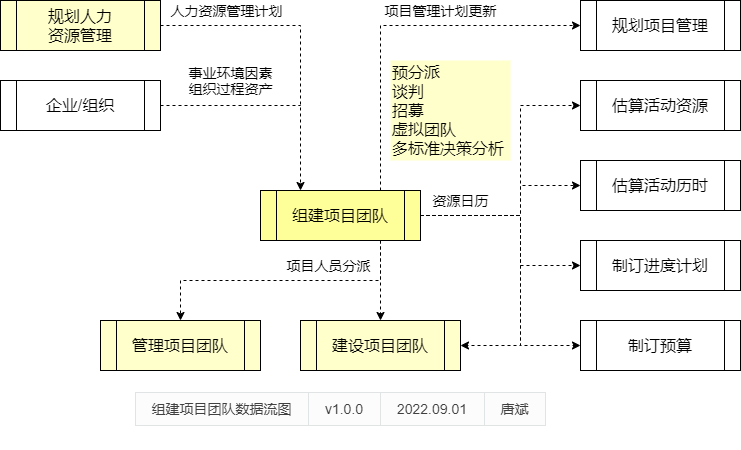 规划人力
资源管理
人力资源管理计划
项目管理计划更新
规划项目管理
企业/组织
事业环境因素
组织过程资产
预分派
谈判
招募
虚拟团队
多标准决策分析
估算活动资源
估算活动历时
组建项目团队
资源日历
项目人员分派
制订进度计划
管理项目团队
建设项目团队
制订预算
组建项目团队数据流图 v1.0.0 2022.09.01 唐斌